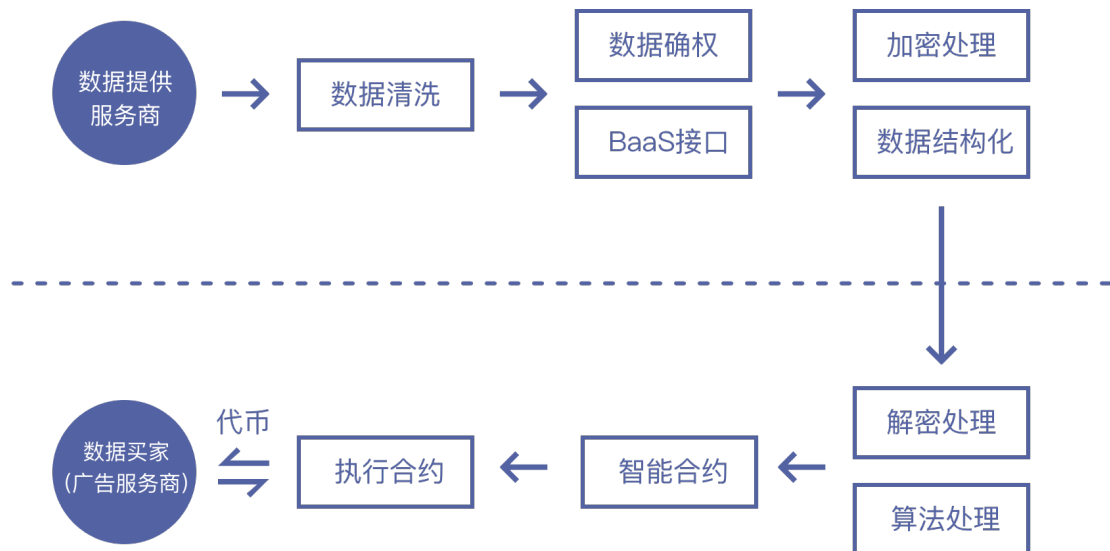 数据提供
服务商
数据清洗
数据确权
BaaS接口
加密处理
数据结构化
数据买家
(广告服务商)
代币
执行合约
智能合约
解密处理
算法处理